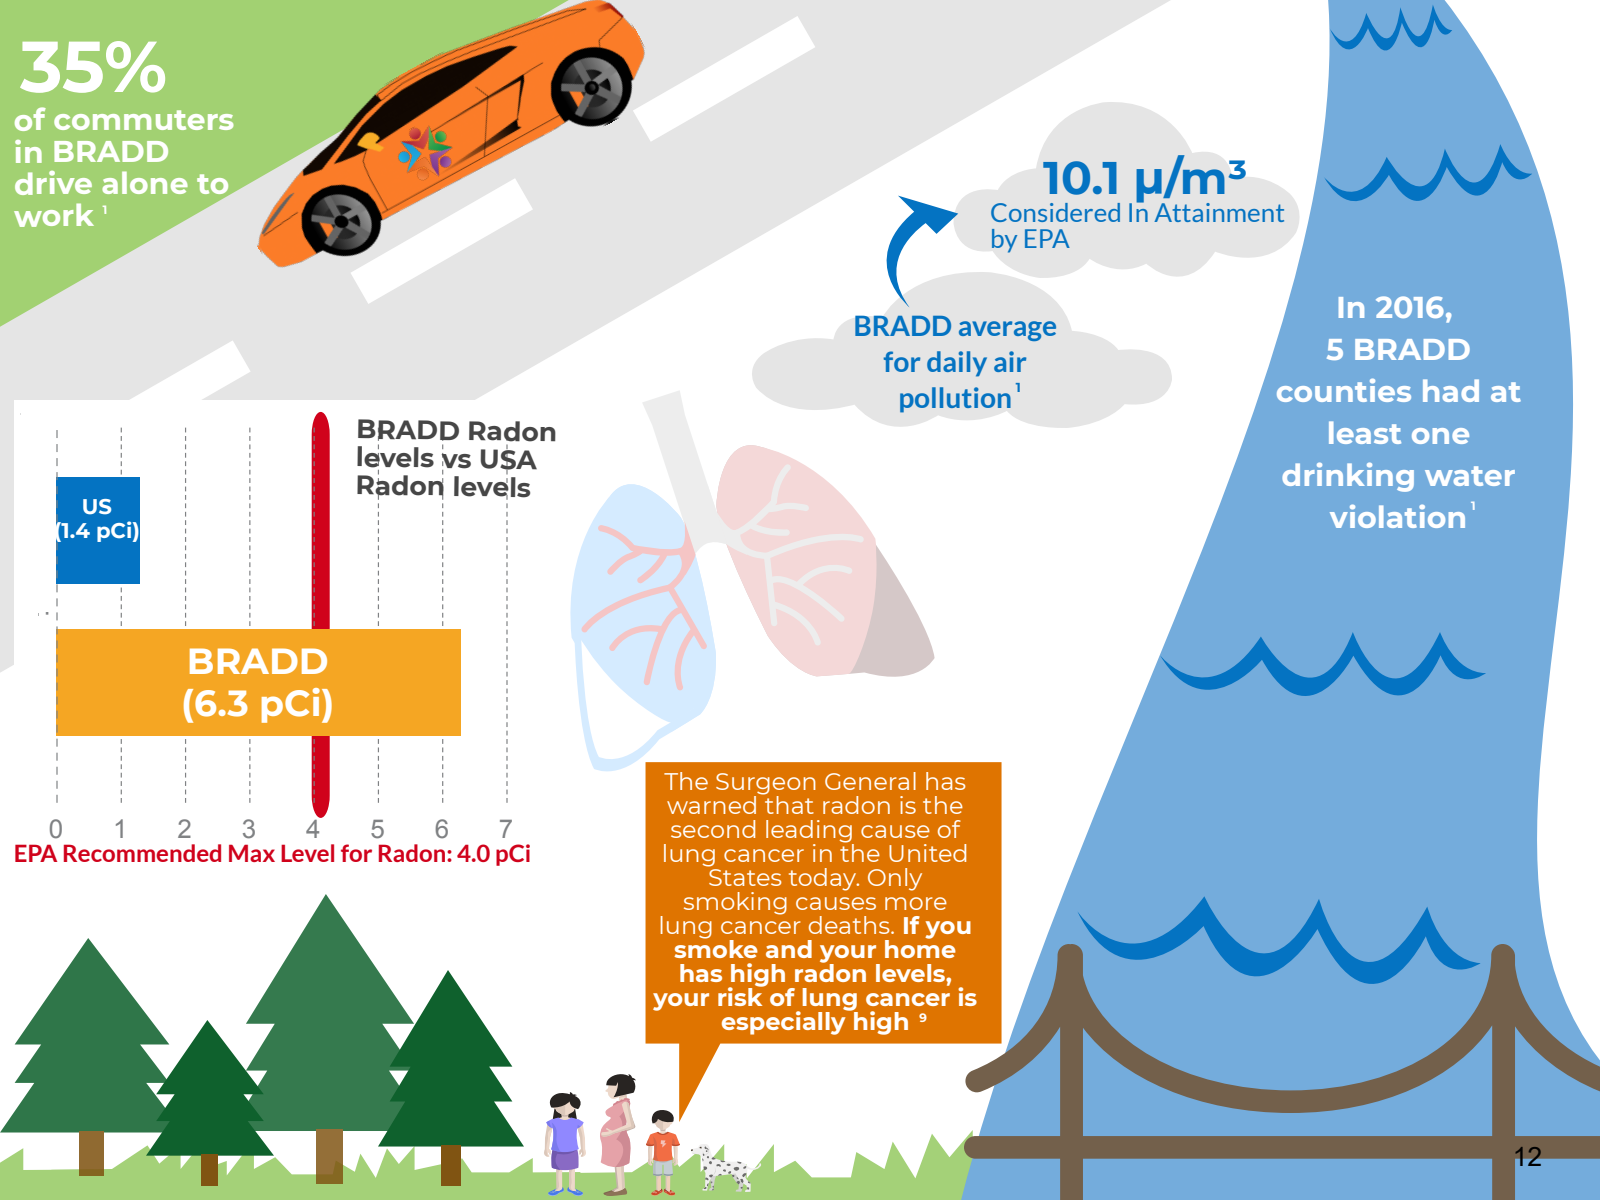 35%
of commuters
in BRADD
drive alone to
work ¹
10.1 µ/m³
Considered In Attainment
by EPA
BRADD average
for daily air
pollution¹
In 2016,
5 BRADD
counties had at
least one
drinking water
violation¹
BRADD Radon
levels vs USA
Radon levels
US
(1.4 pCi)
BRADD
(6.3 pCi)
0 1 2 3 4 5 6 7
EPA Recommended Max Level for Radon: 4.0 pCi
The Surgeon General has
warned that radon is the
second leading cause of
lung cancer in the United
States today. Only
smoking causes more
lung cancer deaths. If you
smoke and your home
has high radon levels,
your risk of lung cancer is
especially high ⁹
12